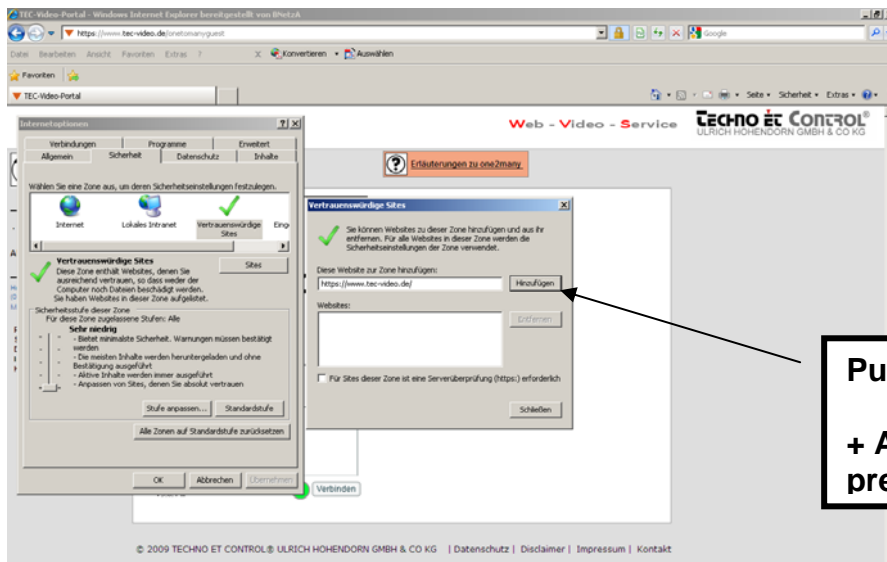 TEC-Video-Portal - Windows Internet Explorer bereitgestellt von BNetzA
https://www.tec-video.de/onetomanyguest
Google
Datei Bearbeiten Ansicht Favoriten Extras ? X Konvertieren Auswählen
Favoriten
TEC-Video-Portal
Seite Sicherheit Extras
Web - Video - Service
TECHNO ET CONTROL®
ULRICH HOHENDORN GMBH & CO KG
Erläuterungen zu one2many
Internetoptionen
Verbindungen Programme Erweitert
Allgemein Sicherheit Datenschutz Inhalte
Wählen Sie eine Zone aus, um deren Sicherheitseinstellungen festzulegen.
Internet Lokales Intranet Vertrauenswürdige Sites Eing
Vertrauenswürdige Sites
Diese Zone enthält Websites, denen Sie
ausreichend vertrauen, so dass weder der
Computer noch Dateien beschädigt werden.
Sie haben Websites in dieser Zone aufgelistet.
Sites
Sicherheitsstufe dieser Zone
Für diese Zone zugelassene Stufen: Alle
Sehr niedrig
- Bietet minimalste Sicherheit. Warnungen müssen bestätigt
werden
- Die meisten Inhalte werden heruntergeladen und ohne
Bestätigung ausgeführt
- Aktive Inhalte werden immer ausgeführt
- Anpassen von Sites, denen Sie absolut vertrauen
Stufe anpassen... Standardstufe
Alle Zonen auf Standardstufe zurücksetzen
OK Abbrechen Übernehmen
Vertrauenswürdige Sites
Sie können Websites zu dieser Zone hinzufügen und aus ihr
entfernen. Für alle Websites in dieser Zone werden die
Sicherheitseinstellungen der Zone verwendet.
Diese Website zur Zone hinzufügen:
https://www.tec-video.de/ Hinzufügen
Websites:
Entfernen
Für Sites dieser Zone ist eine Serverüberprüfung (https:) erforderlich
Schließen
Pu
+ A
pre
Verbinden
© 2009 TECHNO ET CONTROL® ULRICH HOHENDORN GMBH & CO KG | Datenschutz | Disclaimer | Impressum | Kontakt